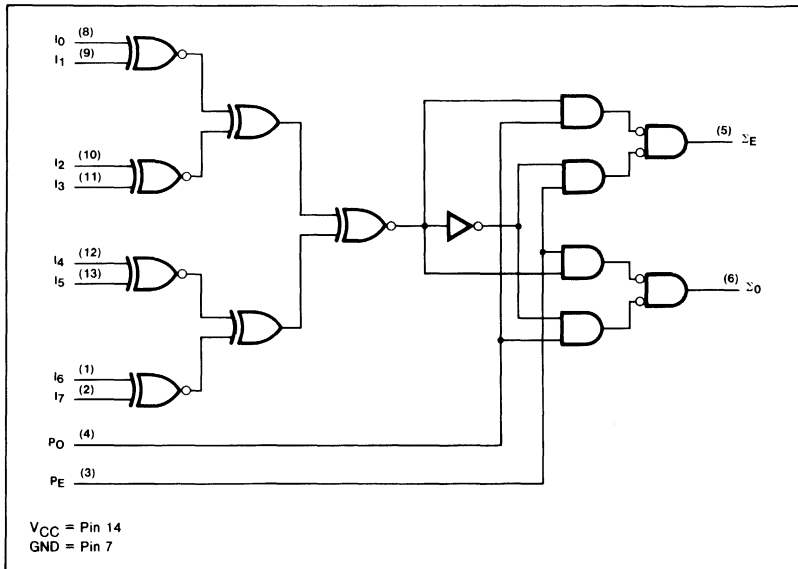 I0 (8)
I1 (9)
I2 (10)
I3 (11)
I4 (12)
I5 (13)
I6 (1)
I7 (2)
PO (4)
PE (3)
(5) ΣE
(6) Σ0
VCC = Pin 14
GND = Pin 7